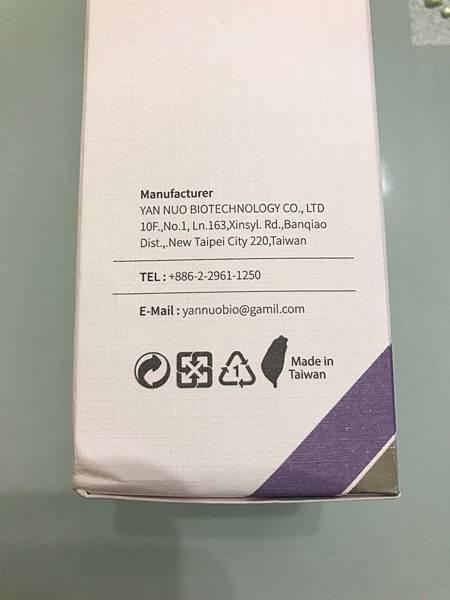 Manufacturer
YAN NUO BIOTECHNOLOGY CO., LTD
10F.,No.1, Ln.163,Xinsyl. Rd.,Banqiao
Dist.,.New Taipei City 220,Taiwan
TEL : +886-2-2961-1250
E-Mail : yannuobio@gamil.com
1
Made in
Taiwan